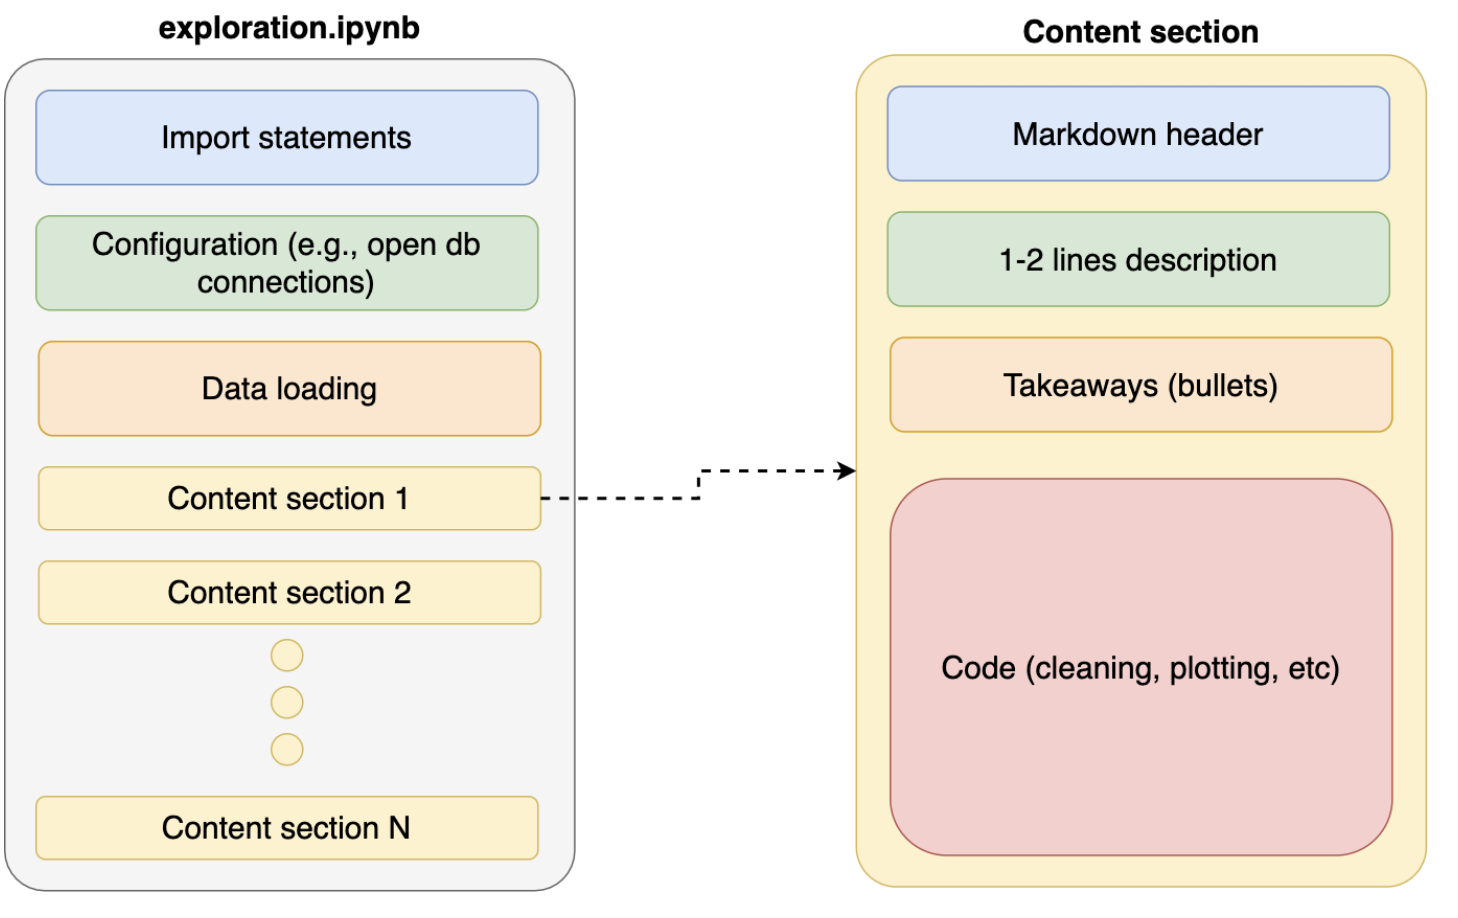 exploration.ipynb
Import statements
Configuration (e.g., open db
connections)
Data loading
Content section 1
Content section 2
Content section N
Content section
Markdown header
1-2 lines description
Takeaways (bullets)
Code (cleaning, plotting, etc)